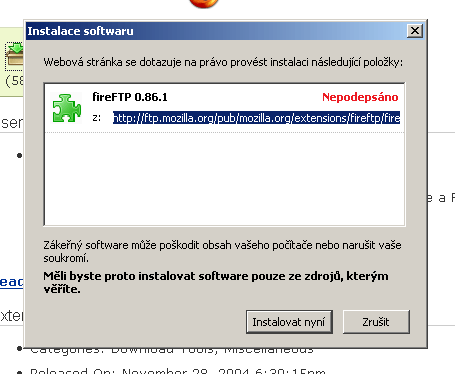 Instalace softwaru
Webová stránka se dotazuje na právo provést instalaci následující položky:
(58
fireFTP 0.86.1 Nepodepsáno
z: http://ftp.mozilla.org/pub/mozilla.org/extensions/fireftp/fire
ser
e a F
Zákeřný software může poškodit obsah vašeho počítače nebo narušit vaše
soukromí.
Měli byste proto instalovat software pouze ze zdrojů, kterým
věříte.
eac
xter
Instalovat nyní Zrušit
Categories: Download Tools, Miscellaneous
Released On: November 28, 2004 6:30:15pm